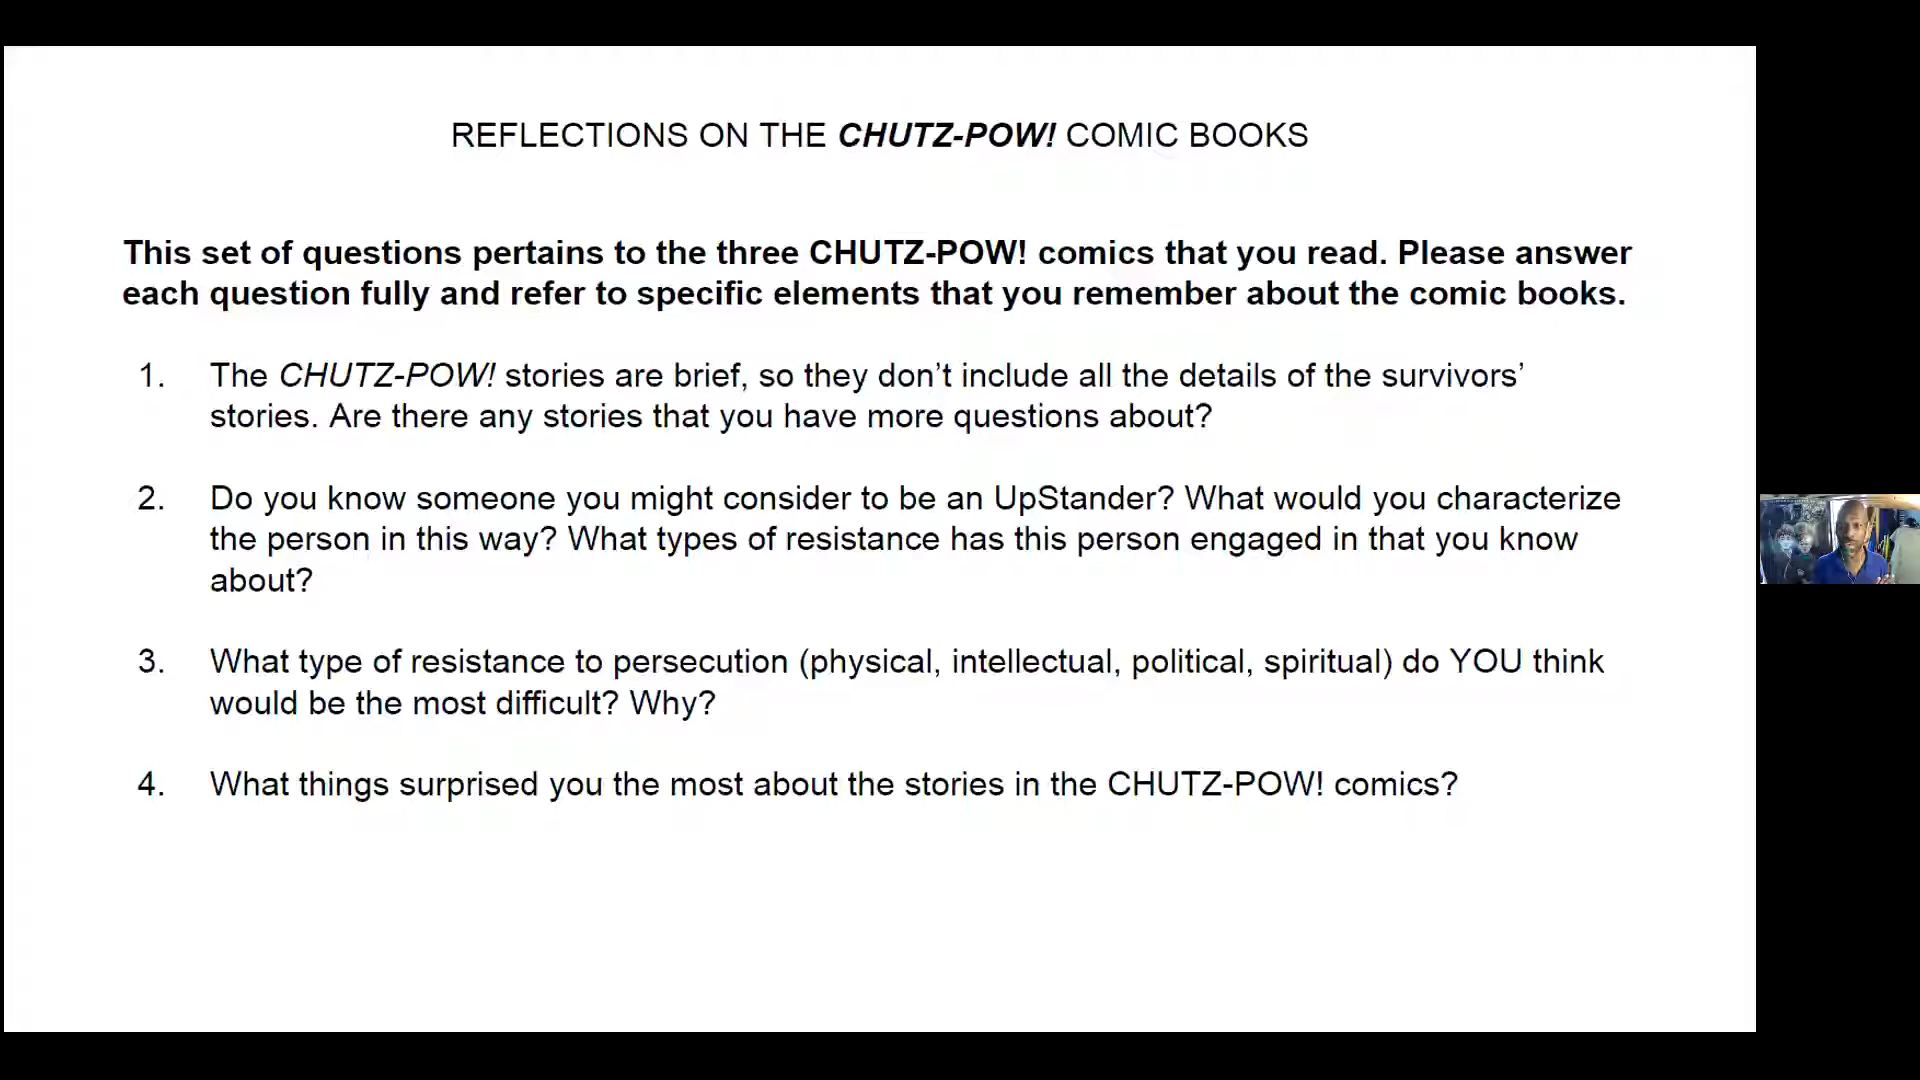 REFLECTIONS ON THE CHUTZ-POW! COMIC BOOKS
This set of questions pertains to the three CHUTZ-POW! comics that you read. Please answer
each question fully and refer to specific elements that you remember about the comic books.
1. The CHUTZ-POW! stories are brief, so they don’t include all the details of the survivors’
stories. Are there any stories that you have more questions about?
2. Do you know someone you might consider to be an UpStander? What would you characterize
the person in this way? What types of resistance has this person engaged in that you know
about?
3. What type of resistance to persecution (physical, intellectual, political, spiritual) do YOU think
would be the most difficult? Why?
4. What things surprised you the most about the stories in the CHUTZ-POW! comics?